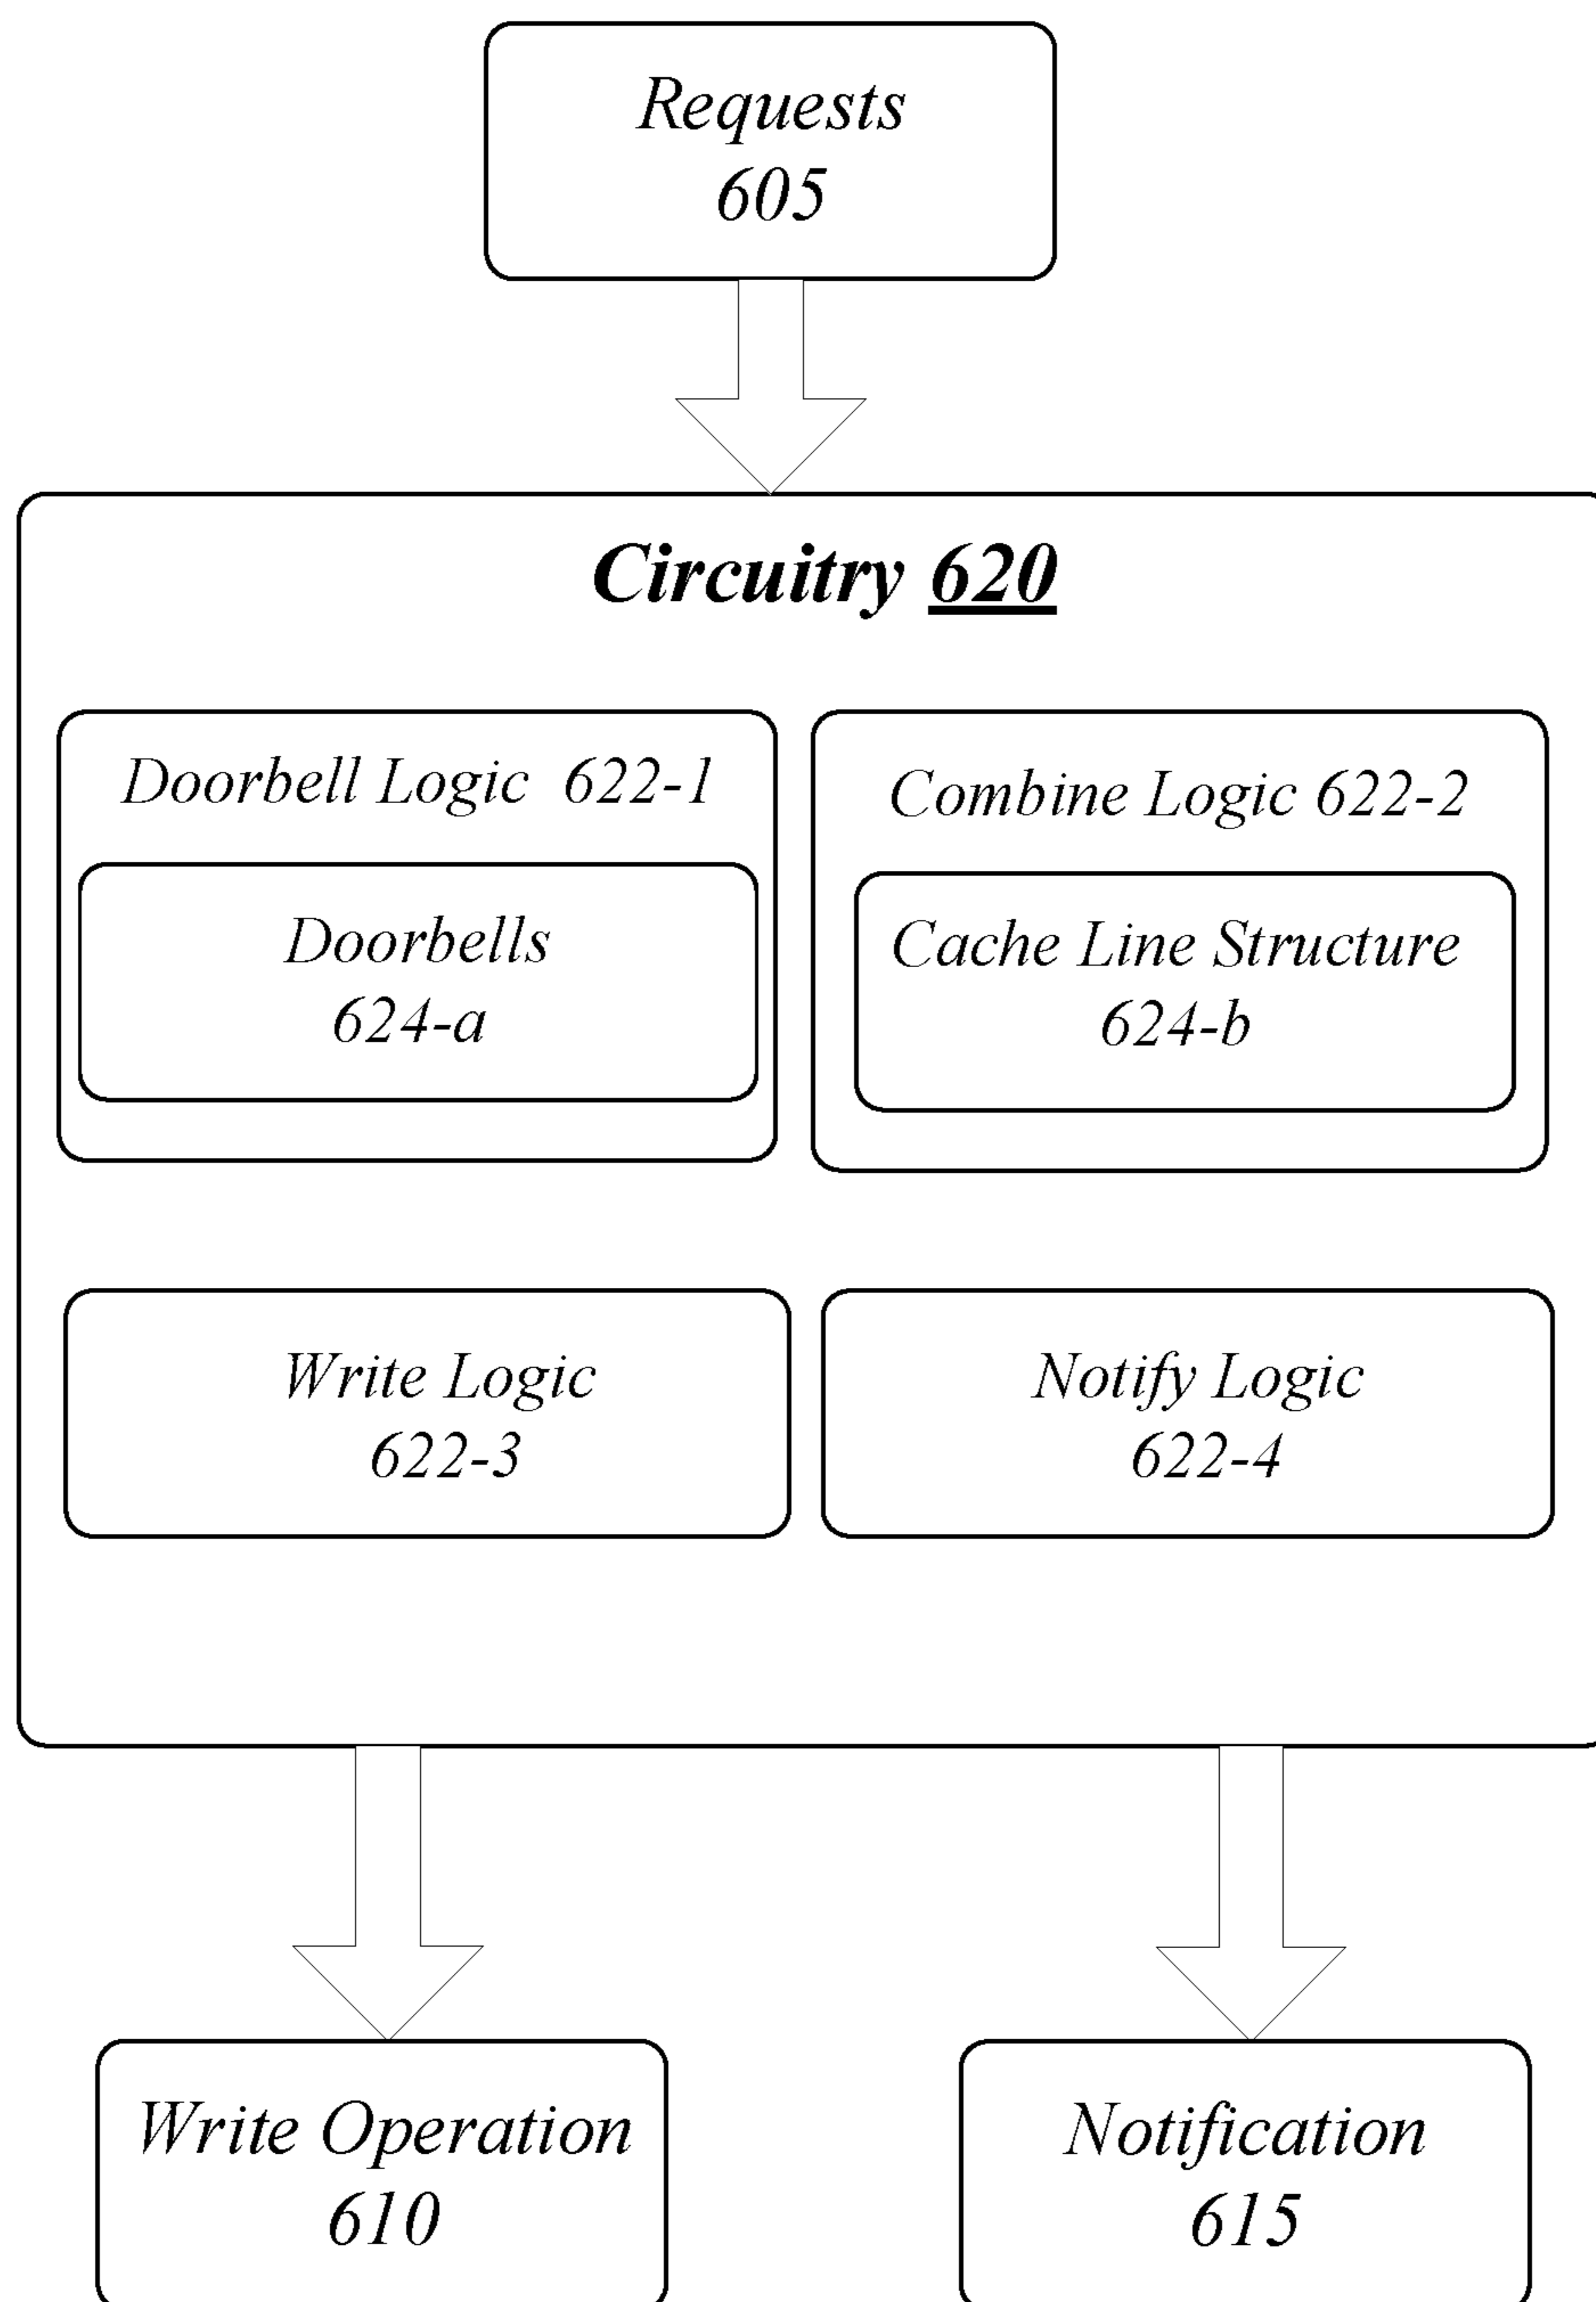 Requests
605
Circuitry 620
Doorbell Logic 622-1
Combine Logic 622-2
Doorbells
624-a
Cache Line Structure
624-b
Write Logic
622-3
Notify Logic
622-4
Write Operation
610
Notification
615